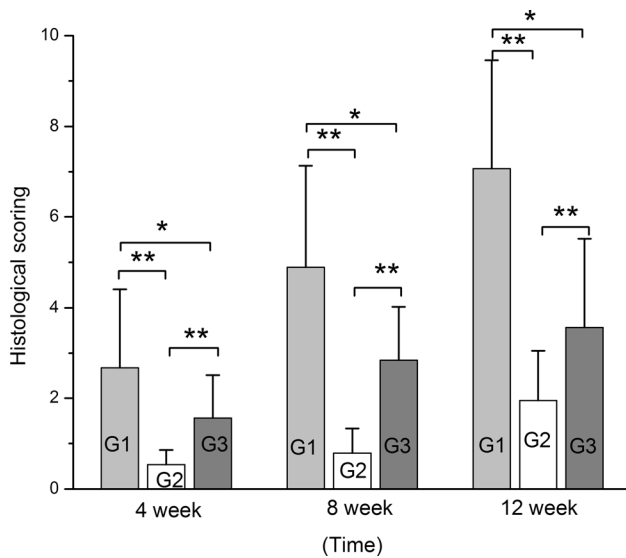 10
*
**
8
*
**
6
**
*
4
**
**
**
2
G1
G2
G3
G1
G2
G3
G1
G2
G3
0
4 week
8 week
12 week
(Time)
Histological scoring